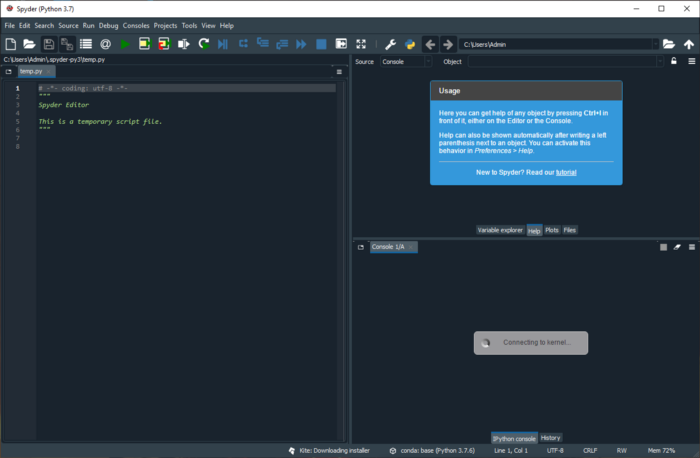 Spyder (Python 3.7)
File Edit Search Source Run Debug Consoles Projects Tools View Help
C:\Users\Admin
C:\Users\Admin\.spyder-py3\temp.py
temp.py
1 # -*- coding: utf-8 -*-
2 """
3 Spyder Editor
4
5 This is a temporary script file.
6 """
7
8
Source Console Object
Usage
Here you can get help of any object by pressing Ctrl+I in
front of it, either on the Editor or the Console.
Help can also be shown automatically after writing a left
parenthesis next to an object. You can activate this
behavior in Preferences > Help.
New to Spyder? Read our tutorial
Variable explorer Help Plots Files
Console 1/A
Connecting to kernel...
IPython console History
Kite: Downloading installer conda: base (Python 3.7.6) Line 1, Col 1 UTF-8 CRLF RW Mem 72%